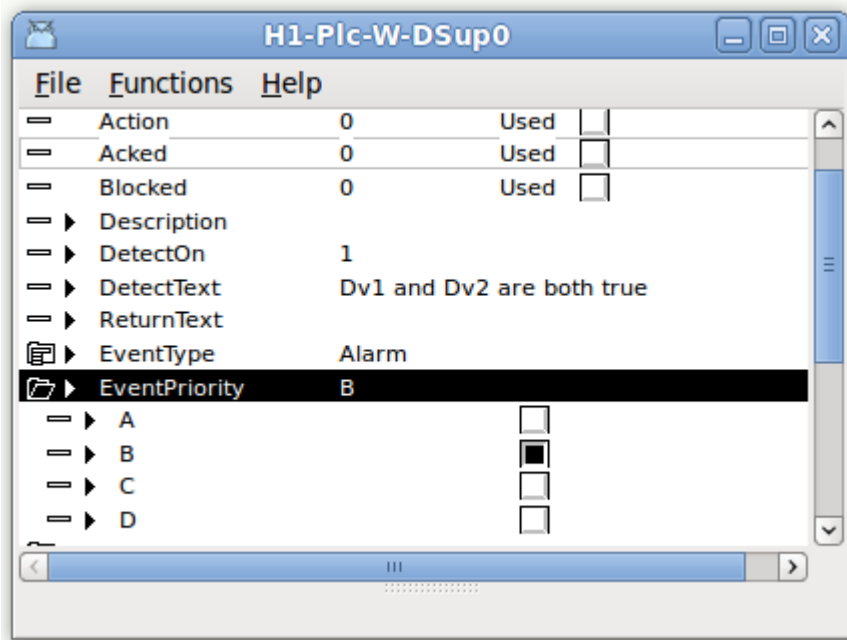 H1-Plc-W-DSup0
File Functions Help
Action 0 Used
Acked 0 Used
Blocked 0 Used
Description
DetectOn 1
DetectText Dv1 and Dv2 are both true
ReturnText
EventType Alarm
EventPriority B
A
B
C
D